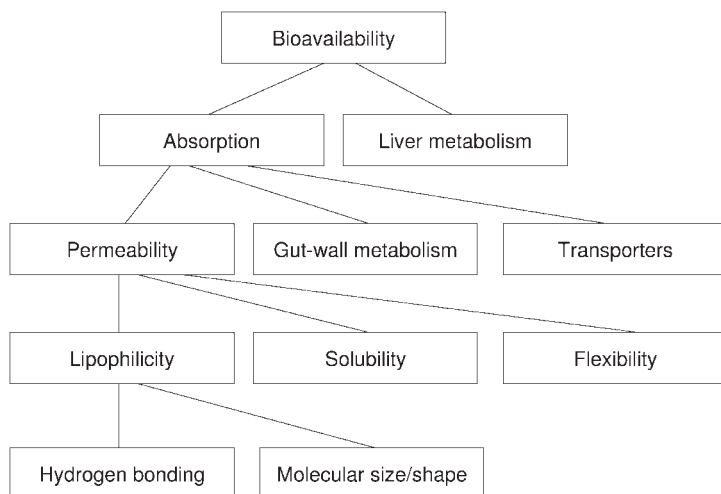 Bioavailability
Absorption
Liver metabolism
Permeability
Gut-wall metabolism
Transporters
Lipophilicity
Solubility
Flexibility
Hydrogen bonding
Molecular size/shape